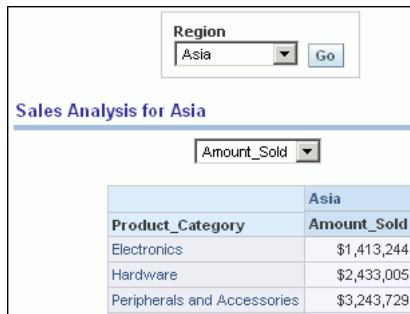 Region
Asia Go
Sales Analysis for Asia
Amount_Sold
Asia
Product_Category Amount_Sold
Electronics $1,413,244
Hardware $2,433,005
Peripherals and Accessories $3,243,729